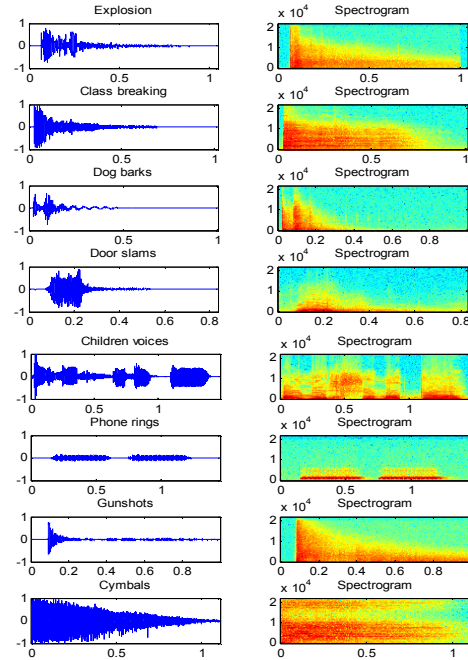 Explosion Spectrogram
x 10^4
1 2
0 1
-1 0
0 0.5 1 0 0.5 1
Class breaking Spectrogram
x 10^4
1 2
0 1
-1 0
0 0.5 1 0 0.5 1
Dog barks Spectrogram
x 10^4
1 2
0 1
-1 0
0 0.5 1 0.2 0.4 0.6 0.8 1
Door slams Spectrogram
x 10^4
1 2
0 1
-1 0
0 0.2 0.4 0.6 0.8 0 0.2 0.4 0.6 0.8
Children voices Spectrogram
x 10^4
1 2
0 1
-1 0
0 0.5 1 0 0.5 1
Phone rings Spectrogram
x 10^4
1 2
0 1
-1 0
0.5 1 0 0.5 1
Gunshots Spectrogram
x 10^4
1 2
0 1
-1 0
0 0.2 0.4 0.6 0.8 0 0.2 0.4 0.6 0.8
Cymbals Spectrogram
x 10^4
1 2
0 1
-1 0
0 0.5 1 0 0.5 1